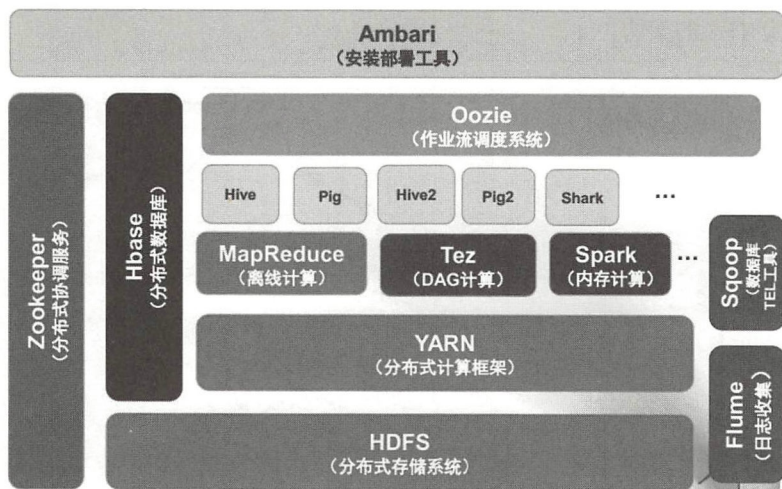 Ambari
(安装部署工具)
Zookeeper
(分布式协调服务)
Hbase
(分布式数据库)
Oozie
(作业流调度系统)
Hive
Pig
Hive2
Pig2
Shark
...
MapReduce
(离线计算)
Tez
(DAG计算)
Spark
(内存计算)
...
Sqoop
(数据库
TEL工具)
YARN
(分布式计算框架)
Flume
(日志收集)
HDFS
(分布式存储系统)